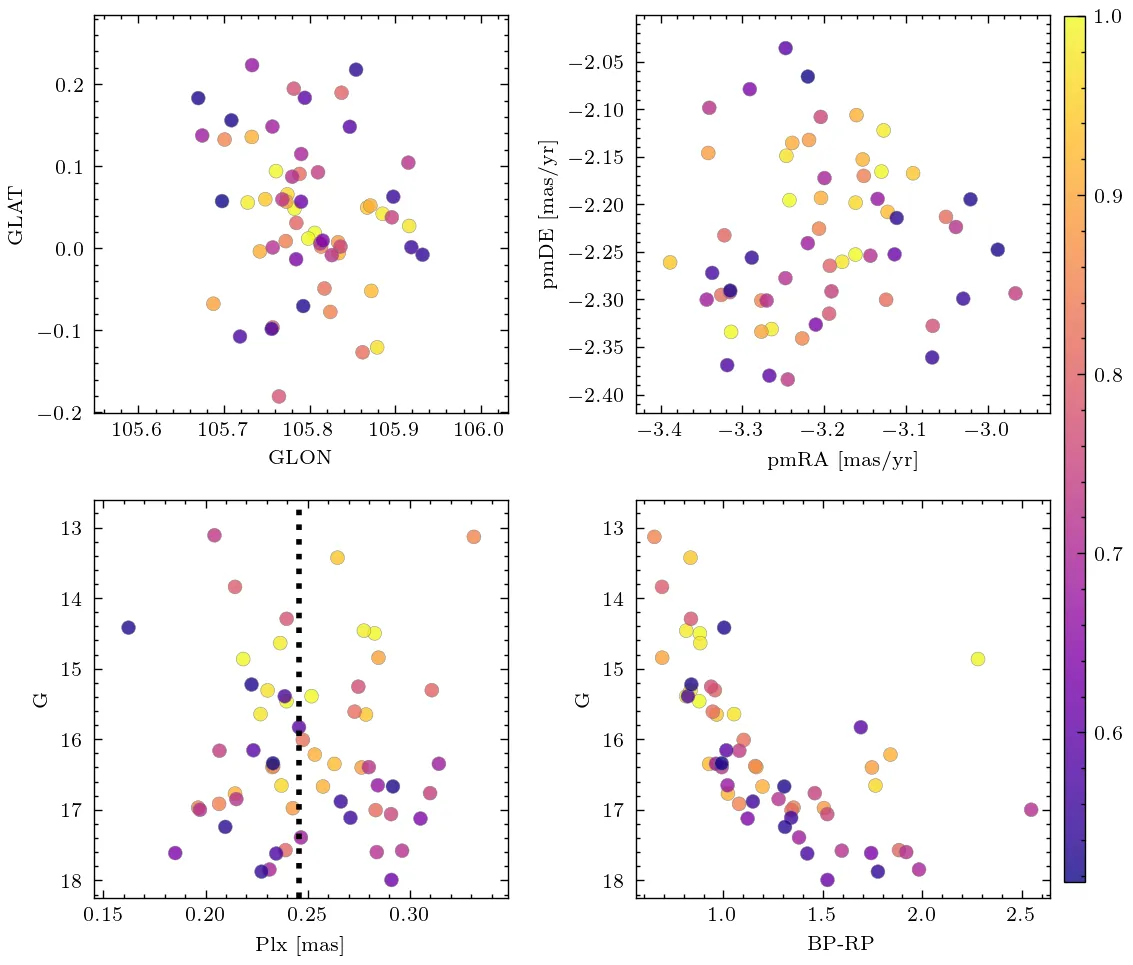 GLAT
0.2
0.1
0.0
−0.1
−0.2
105.6 105.7 105.8 105.9 106.0
GLON
pmDE [mas/yr]
−2.05
−2.10
−2.15
−2.20
−2.25
−2.30
−2.35
−2.40
−3.4 −3.3 −3.2 −3.1 −3.0
pmRA [mas/yr]
1.0
0.9
0.8
0.7
0.6
G
13
14
15
16
17
18
0.15 0.20 0.25 0.30
Plx [mas]
G
13
14
15
16
17
18
1.0 1.5 2.0 2.5
BP-RP